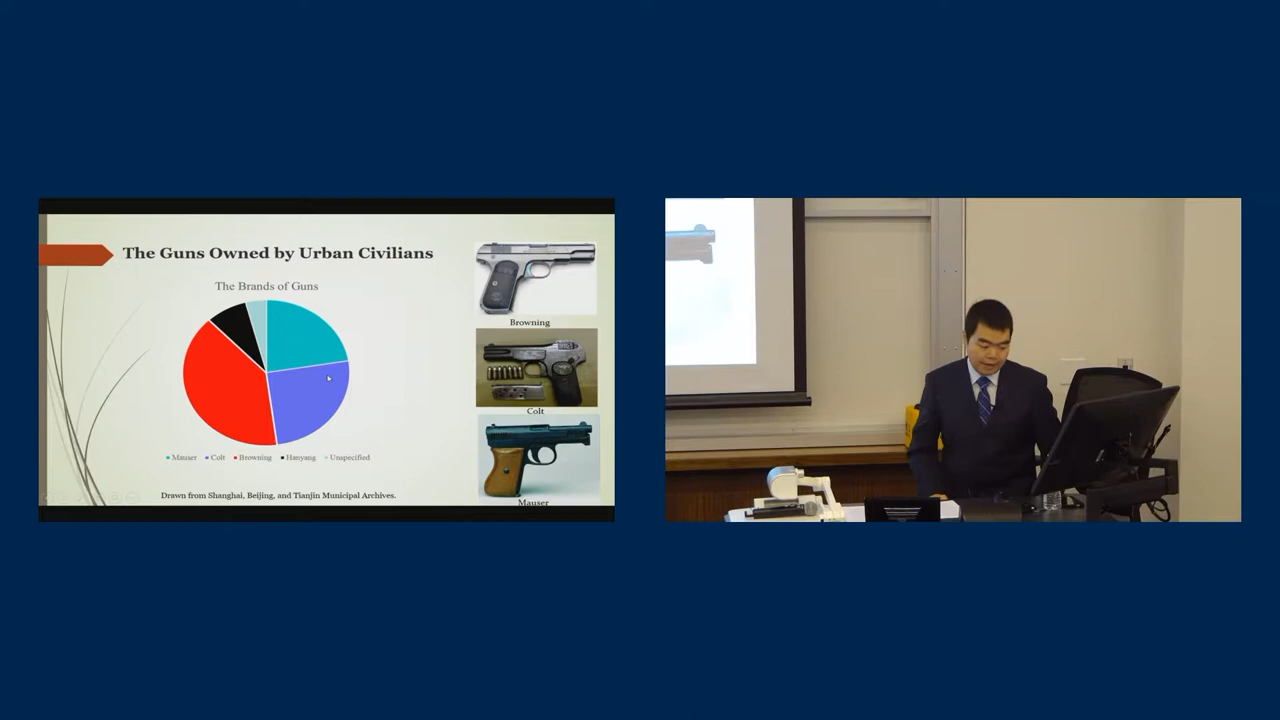 The Guns Owned by Urban Civilians
The Brands of Guns
Mauser Colt Browning Hanyang Unspecified
Drawn from Shanghai, Beijing, and Tianjin Municipal Archives.
Browning
Colt
Mauser